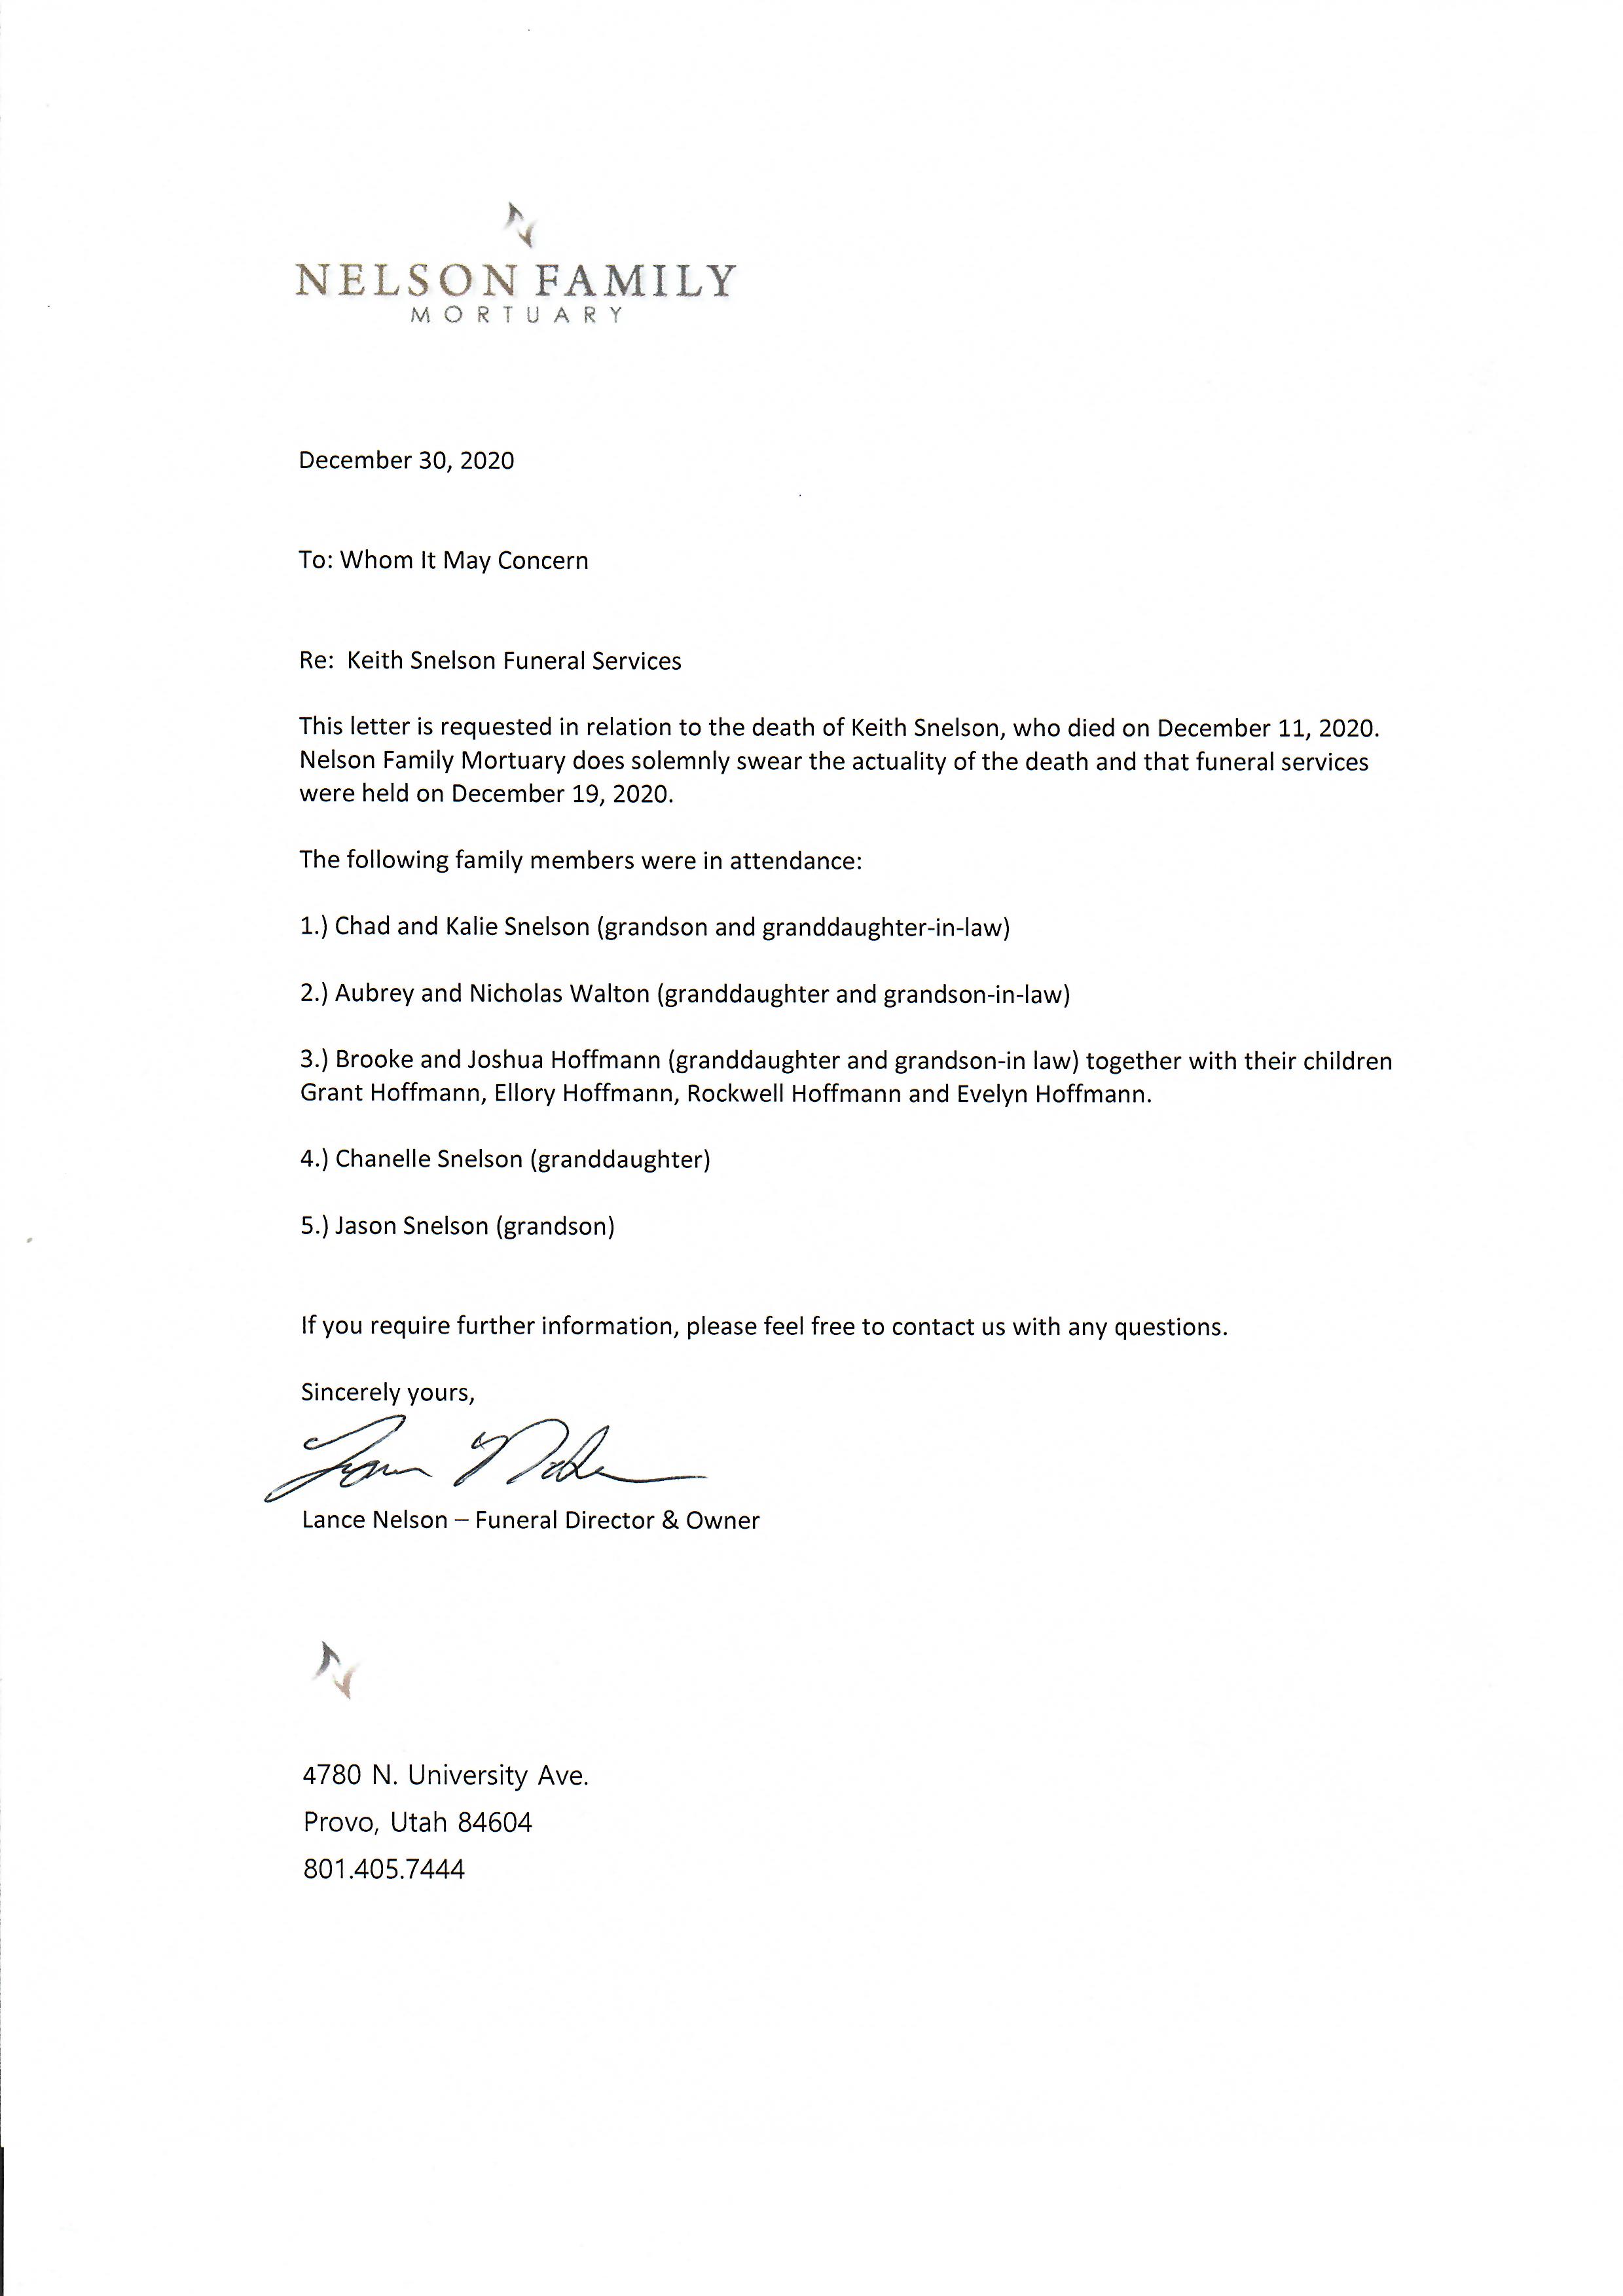 NELSON FAMILY
MORTUARY
December 30, 2020
To: Whom It May Concern
Re:  Keith Snelson Funeral Services
This letter is requested in relation to the death of Keith Snelson, who died on December 11, 2020.
Nelson Family Mortuary does solemnly swear the actuality of the death and that funeral services
were held on December 19, 2020.
The following family members were in attendance:
1.) Chad and Kalie Snelson (grandson and granddaughter-in-law)
2.) Aubrey and Nicholas Walton (granddaughter and grandson-in-law)
3.) Brooke and Joshua Hoffmann (granddaughter and grandson-in law) together with their children
Grant Hoffmann, Ellory Hoffmann, Rockwell Hoffmann and Evelyn Hoffmann.
4.) Chanelle Snelson (granddaughter)
5.) Jason Snelson (grandson)
If you require further information, please feel free to contact us with any questions.
Sincerely yours,
Lance Nelson – Funeral Director & Owner
4780 N. University Ave.
Provo, Utah 84604
801.405.7444